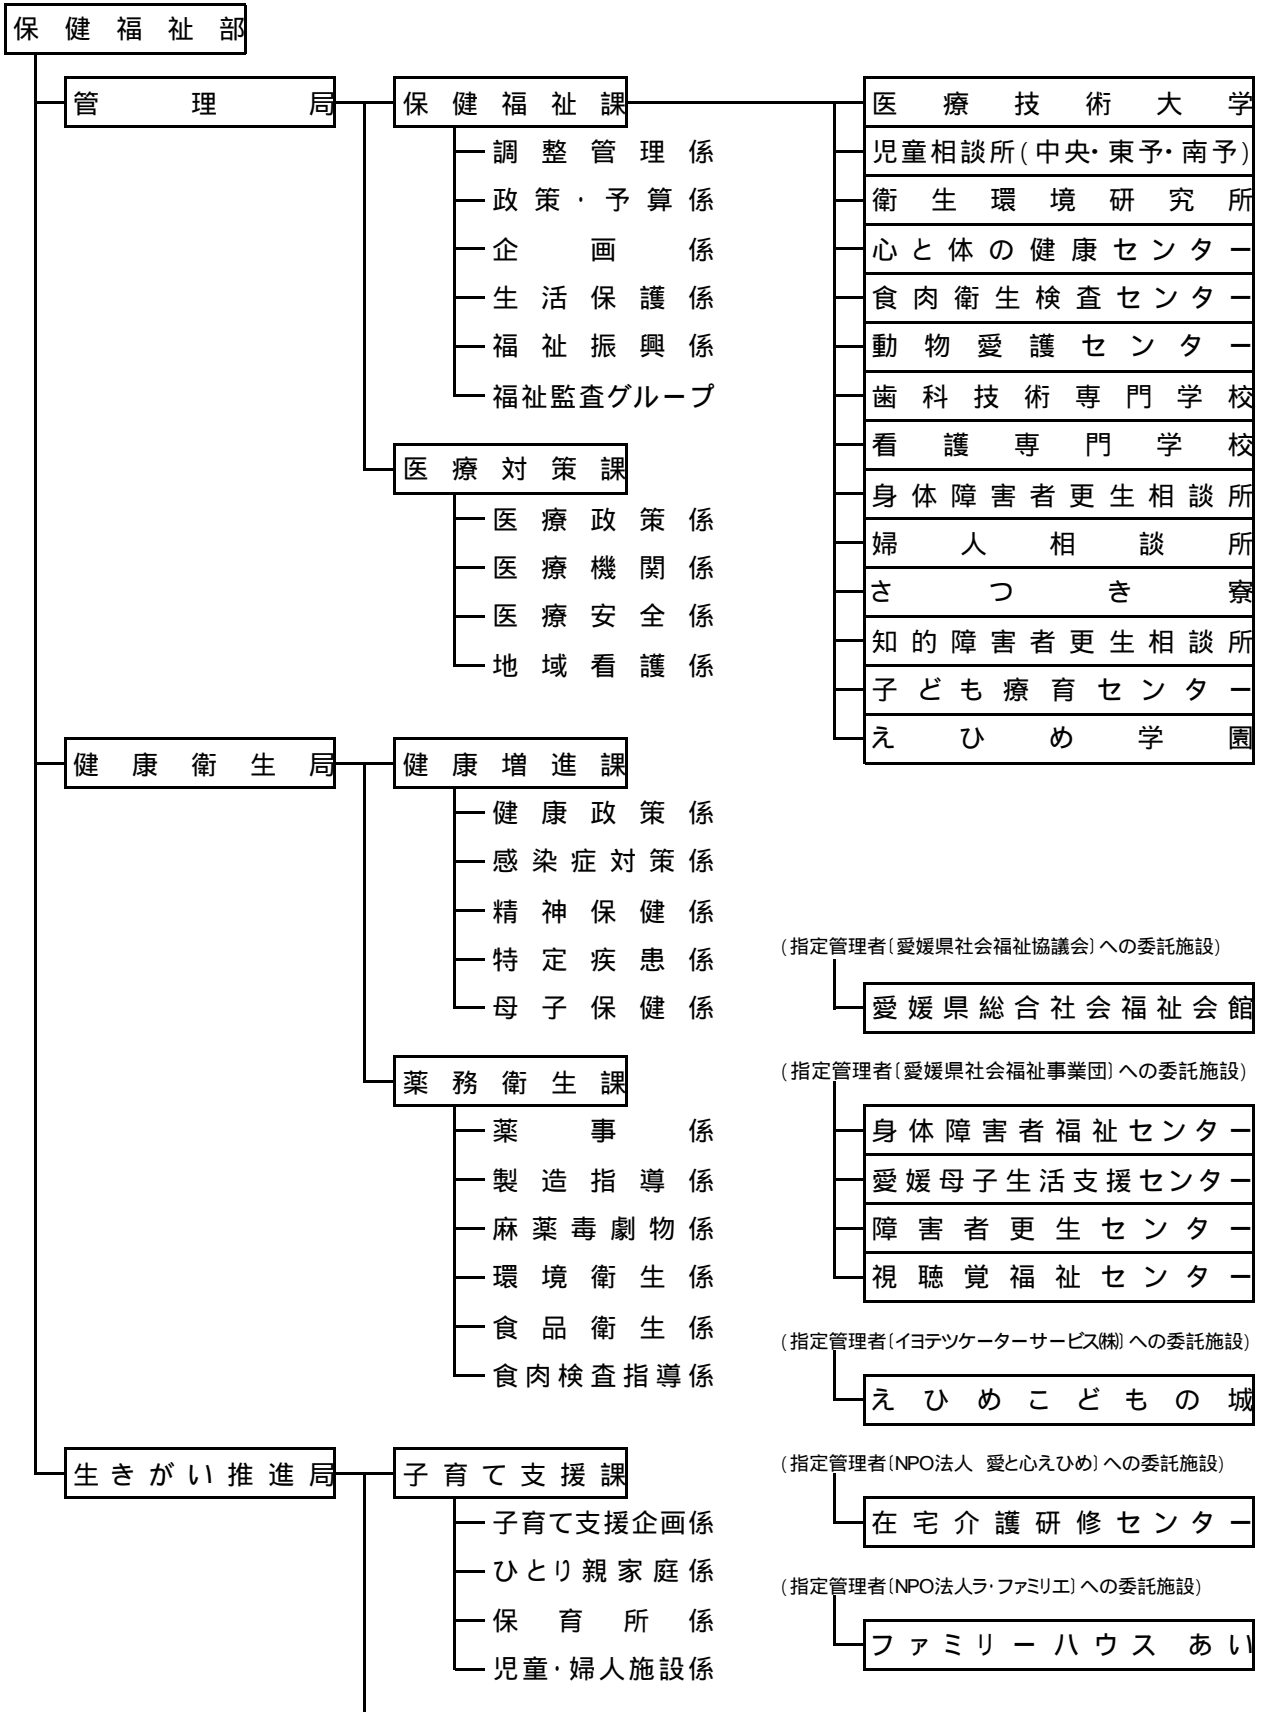 保健福祉部
管理局
保健福祉課
調整管理係
政策・予算係
企画係
生活保護係
福祉振興係
福祉監査グループ
医療対策課
医療政策係
医療機関係
医療安全係
地域看護係
医療技術大学
児童相談所(中央・東予・南予)
衛生環境研究所
心と体の健康センター
食肉衛生検査センター
動物愛護センター
歯科技術専門学校
看護専門学校
身体障害者更生相談所
婦人相談所
さつき寮
知的障害者更生相談所
子ども療育センター
えひめ学園
健康衛生局
健康増進課
健康政策係
感染症対策係
精神保健係
特定疾患係
母子保健係
薬務衛生課
薬事係
製造指導係
麻薬毒劇物係
環境衛生係
食品衛生係
食肉検査指導係
(指定管理者〔愛媛県社会福祉協議会〕への委託施設)
愛媛県総合社会福祉会館
(指定管理者〔愛媛県社会福祉事業団〕への委託施設)
身体障害者福祉センター
愛媛母子生活支援センター
障害者更生センター
視聴覚福祉センター
(指定管理者〔イヨテツケーターサービス㈱〕への委託施設)
えひめこどもの城
生きがい推進局
子育て支援課
子育て支援企画係
ひとり親家庭係
保育所係
児童・婦人施設係
(指定管理者〔NPO法人 愛と心えひめ〕への委託施設)
在宅介護研修センター
(指定管理者〔NPO法人ラ・ファミリエ〕への委託施設)
ファミリーハウス あい